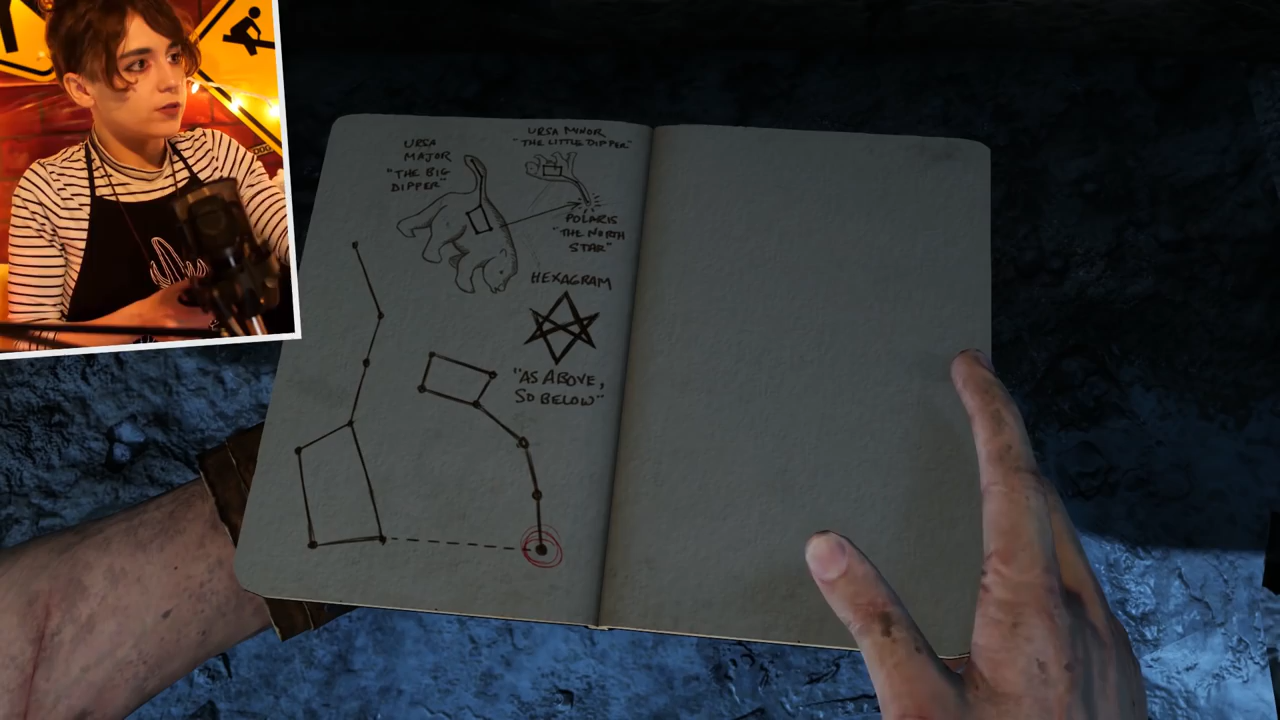 URSA
MAJOR
"THE BIG
DIPPER"
URSA MINOR
"THE LITTLE DIPPER"
POLARIS
"THE NORTH
STAR"
HEXAGRAM
"AS ABOVE,
SO BELOW"